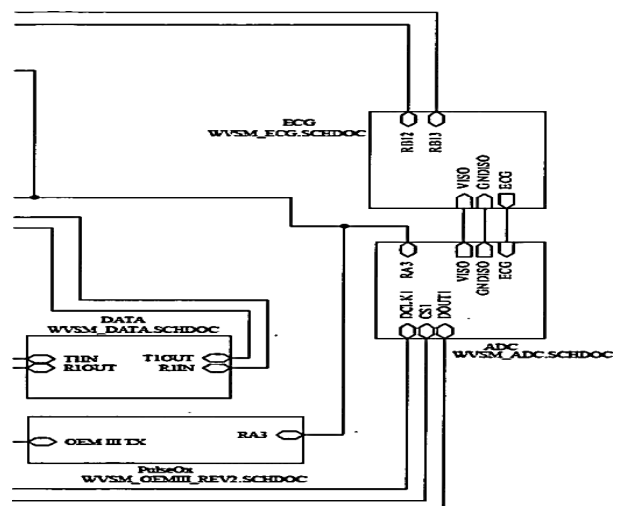 ECG
WVSM_ECG.SCHDOC
RB12
RB13
VISO
GNDISO
ECG
RA3
VISO
GNDISO
ECG
DCLK1
CS1
DOUT1
ADC
WVSM_ADC.SCHDOC
DATA
WVSM_DATA.SCHDOC
T1IN
T1OUT
R1OUT
R1IN
OEM III TX
RA3
PulseOx
WVSM_OEMIII_REV2.SCHDOC